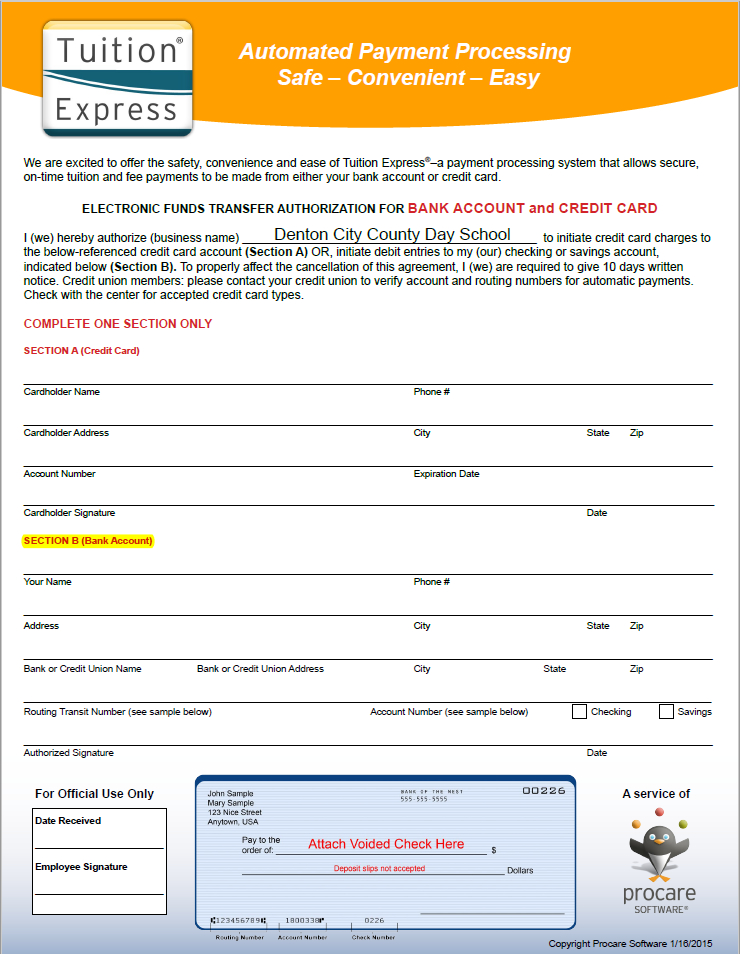 Tuition®
Express
Automated Payment Processing
Safe – Convenient – Easy
We are excited to offer the safety, convenience and ease of Tuition Express®–a payment processing system that allows secure,
on-time tuition and fee payments to be made from either your bank account or credit card.
ELECTRONIC FUNDS TRANSFER AUTHORIZATION FOR BANK ACCOUNT and CREDIT CARD
I (we) hereby authorize (business name) Denton City County Day School to initiate credit card charges to
the below-referenced credit card account (Section A) OR, initiate debit entries to my (our) checking or savings account,
indicated below (Section B). To properly affect the cancellation of this agreement, I (we) are required to give 10 days written
notice. Credit union members: please contact your credit union to verify account and routing numbers for automatic payments.
Check with the center for accepted credit card types.
COMPLETE ONE SECTION ONLY
SECTION A (Credit Card)
Cardholder Name Phone #
Cardholder Address City State Zip
Account Number Expiration Date
Cardholder Signature Date
SECTION B (Bank Account)
Your Name Phone #
Address City State Zip
Bank or Credit Union Name Bank or Credit Union Address City State Zip
Routing Transit Number (see sample below) Account Number (see sample below) Checking Savings
Authorized Signature Date
For Official Use Only
Date Received
Employee Signature
John Sample
Mary Sample
123 Nice Street
Anytown, USA
BANK OF THE WEST
555-555-5555
00226
Pay to the
order of: Attach Voided Check Here $
Deposit slips not accepted Dollars
⑆123456789⑆ 1800338⑈ 0226
Routing Number Account Number Check Number
A service of
procare
SOFTWARE®
Copyright Procare Software 1/16/2015